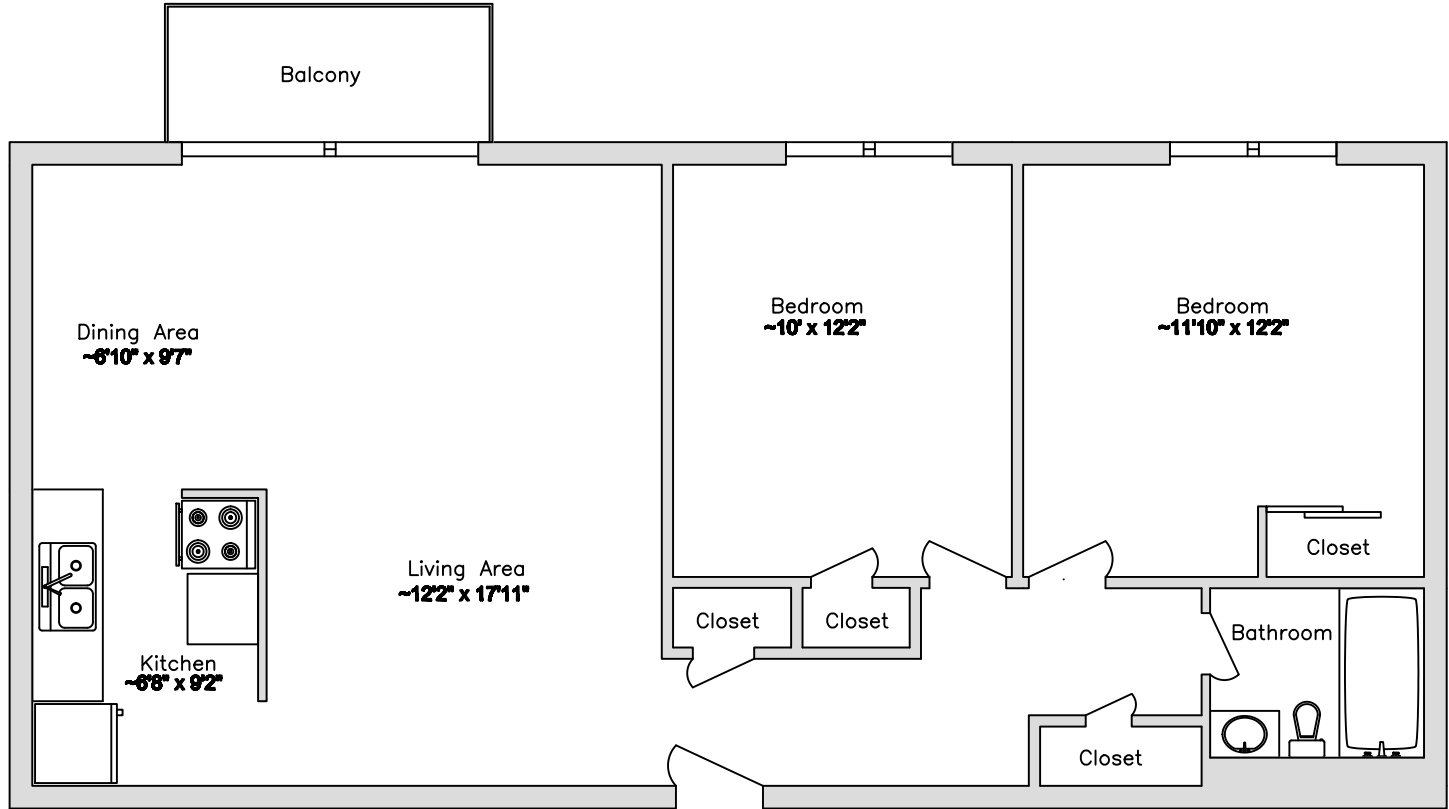 Balcony
Dining Area
~6'10" x 9'7"
Bedroom
~10' x 12'2"
Bedroom
~11'10" x 12'2"
Living Area
~12'2" x 17'11"
Kitchen
~6'8" x 9'2"
Closet
Closet
Closet
Bathroom
Closet